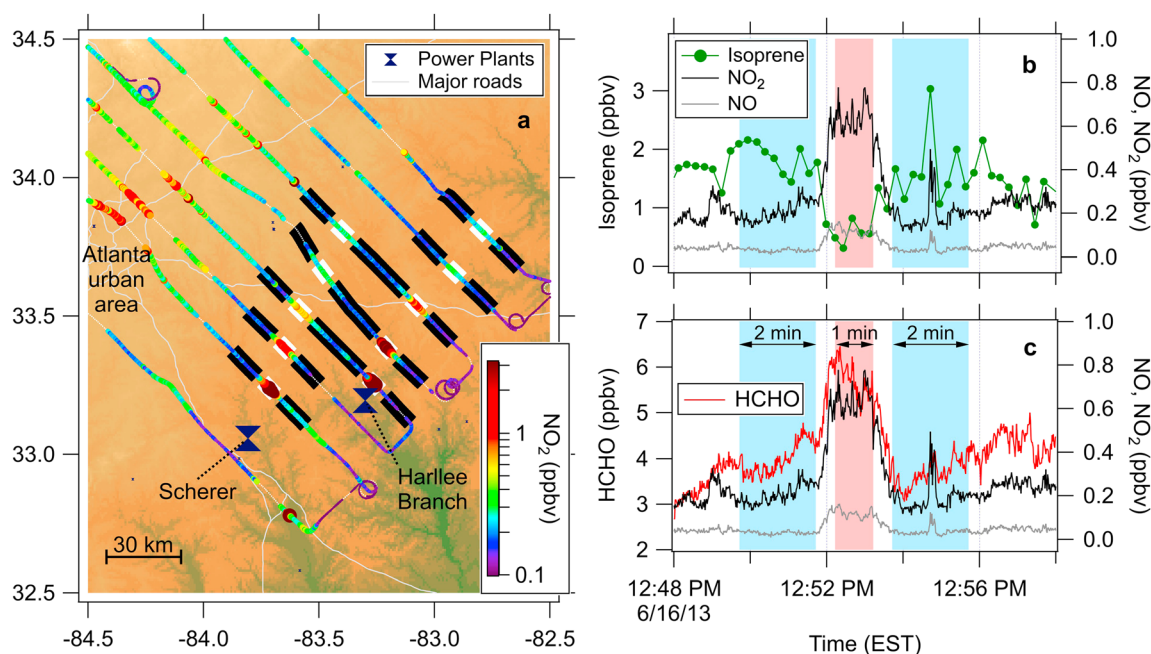 34.5
34.0
33.5
33.0
32.5
-84.5
-84.0
-83.5
-83.0
-82.5
Power Plants
Major roads
a
Atlanta
urban
area
Scherer
Harllee
Branch
30 km
NO₂ (ppbv)
1
0.1
b
Isoprene
NO₂
NO
Isoprene (ppbv)
3
2
1
0
NO, NO₂ (ppbv)
1.0
0.8
0.6
0.4
0.2
0.0
c
2 min
1 min
2 min
HCHO
HCHO (ppbv)
7
6
5
4
3
2
NO, NO₂ (ppbv)
1.0
0.8
0.6
0.4
0.2
0.0
12:48 PM
6/16/13
12:52 PM
12:56 PM
Time (EST)